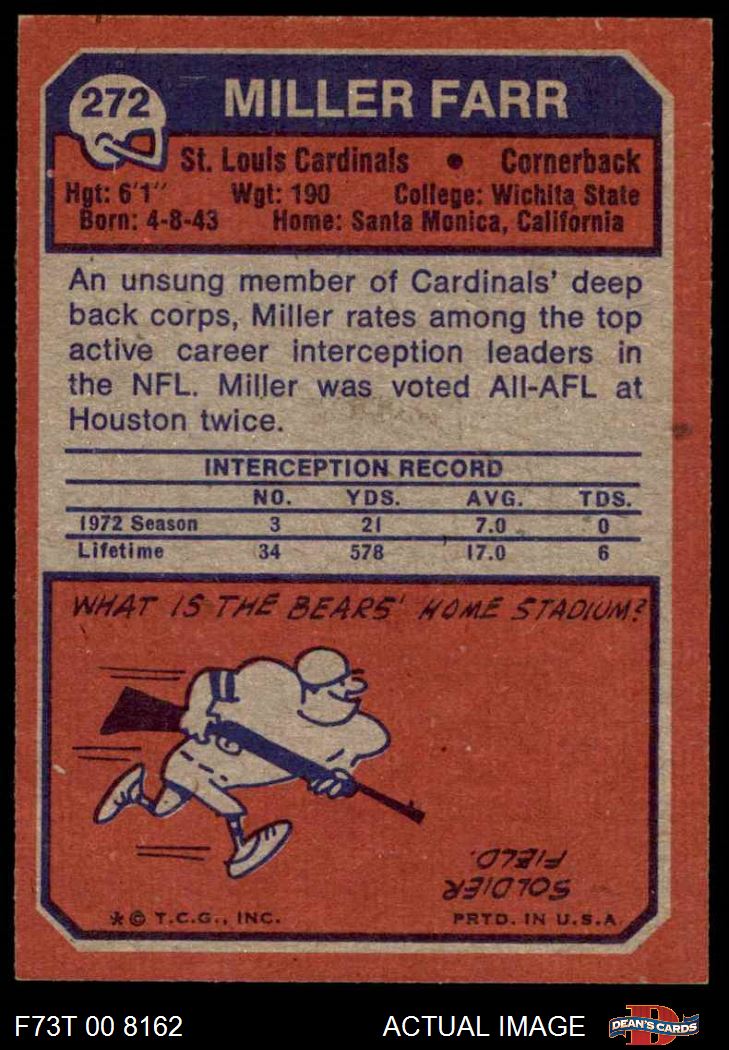 272
MILLER FARR
St. Louis Cardinals • Cornerback
Hgt: 6'1" Wgt: 190 College: Wichita State
Born: 4-8-43 Home: Santa Monica, California
An unsung member of Cardinals' deep
back corps, Miller rates among the top
active career interception leaders in
the NFL. Miller was voted All-AFL at
Houston twice.
INTERCEPTION RECORD
NO. YDS. AVG. TDS.
1972 Season 3 21 7.0 0
Lifetime 34 578 17.0 6
WHAT IS THE BEARS' HOME STADIUM?
SOLDIER
FIELD.
* © T.C.G., INC. PRTD. IN U.S.A.
F73T 00 8162 ACTUAL IMAGE
D
DEAN'S CARDS